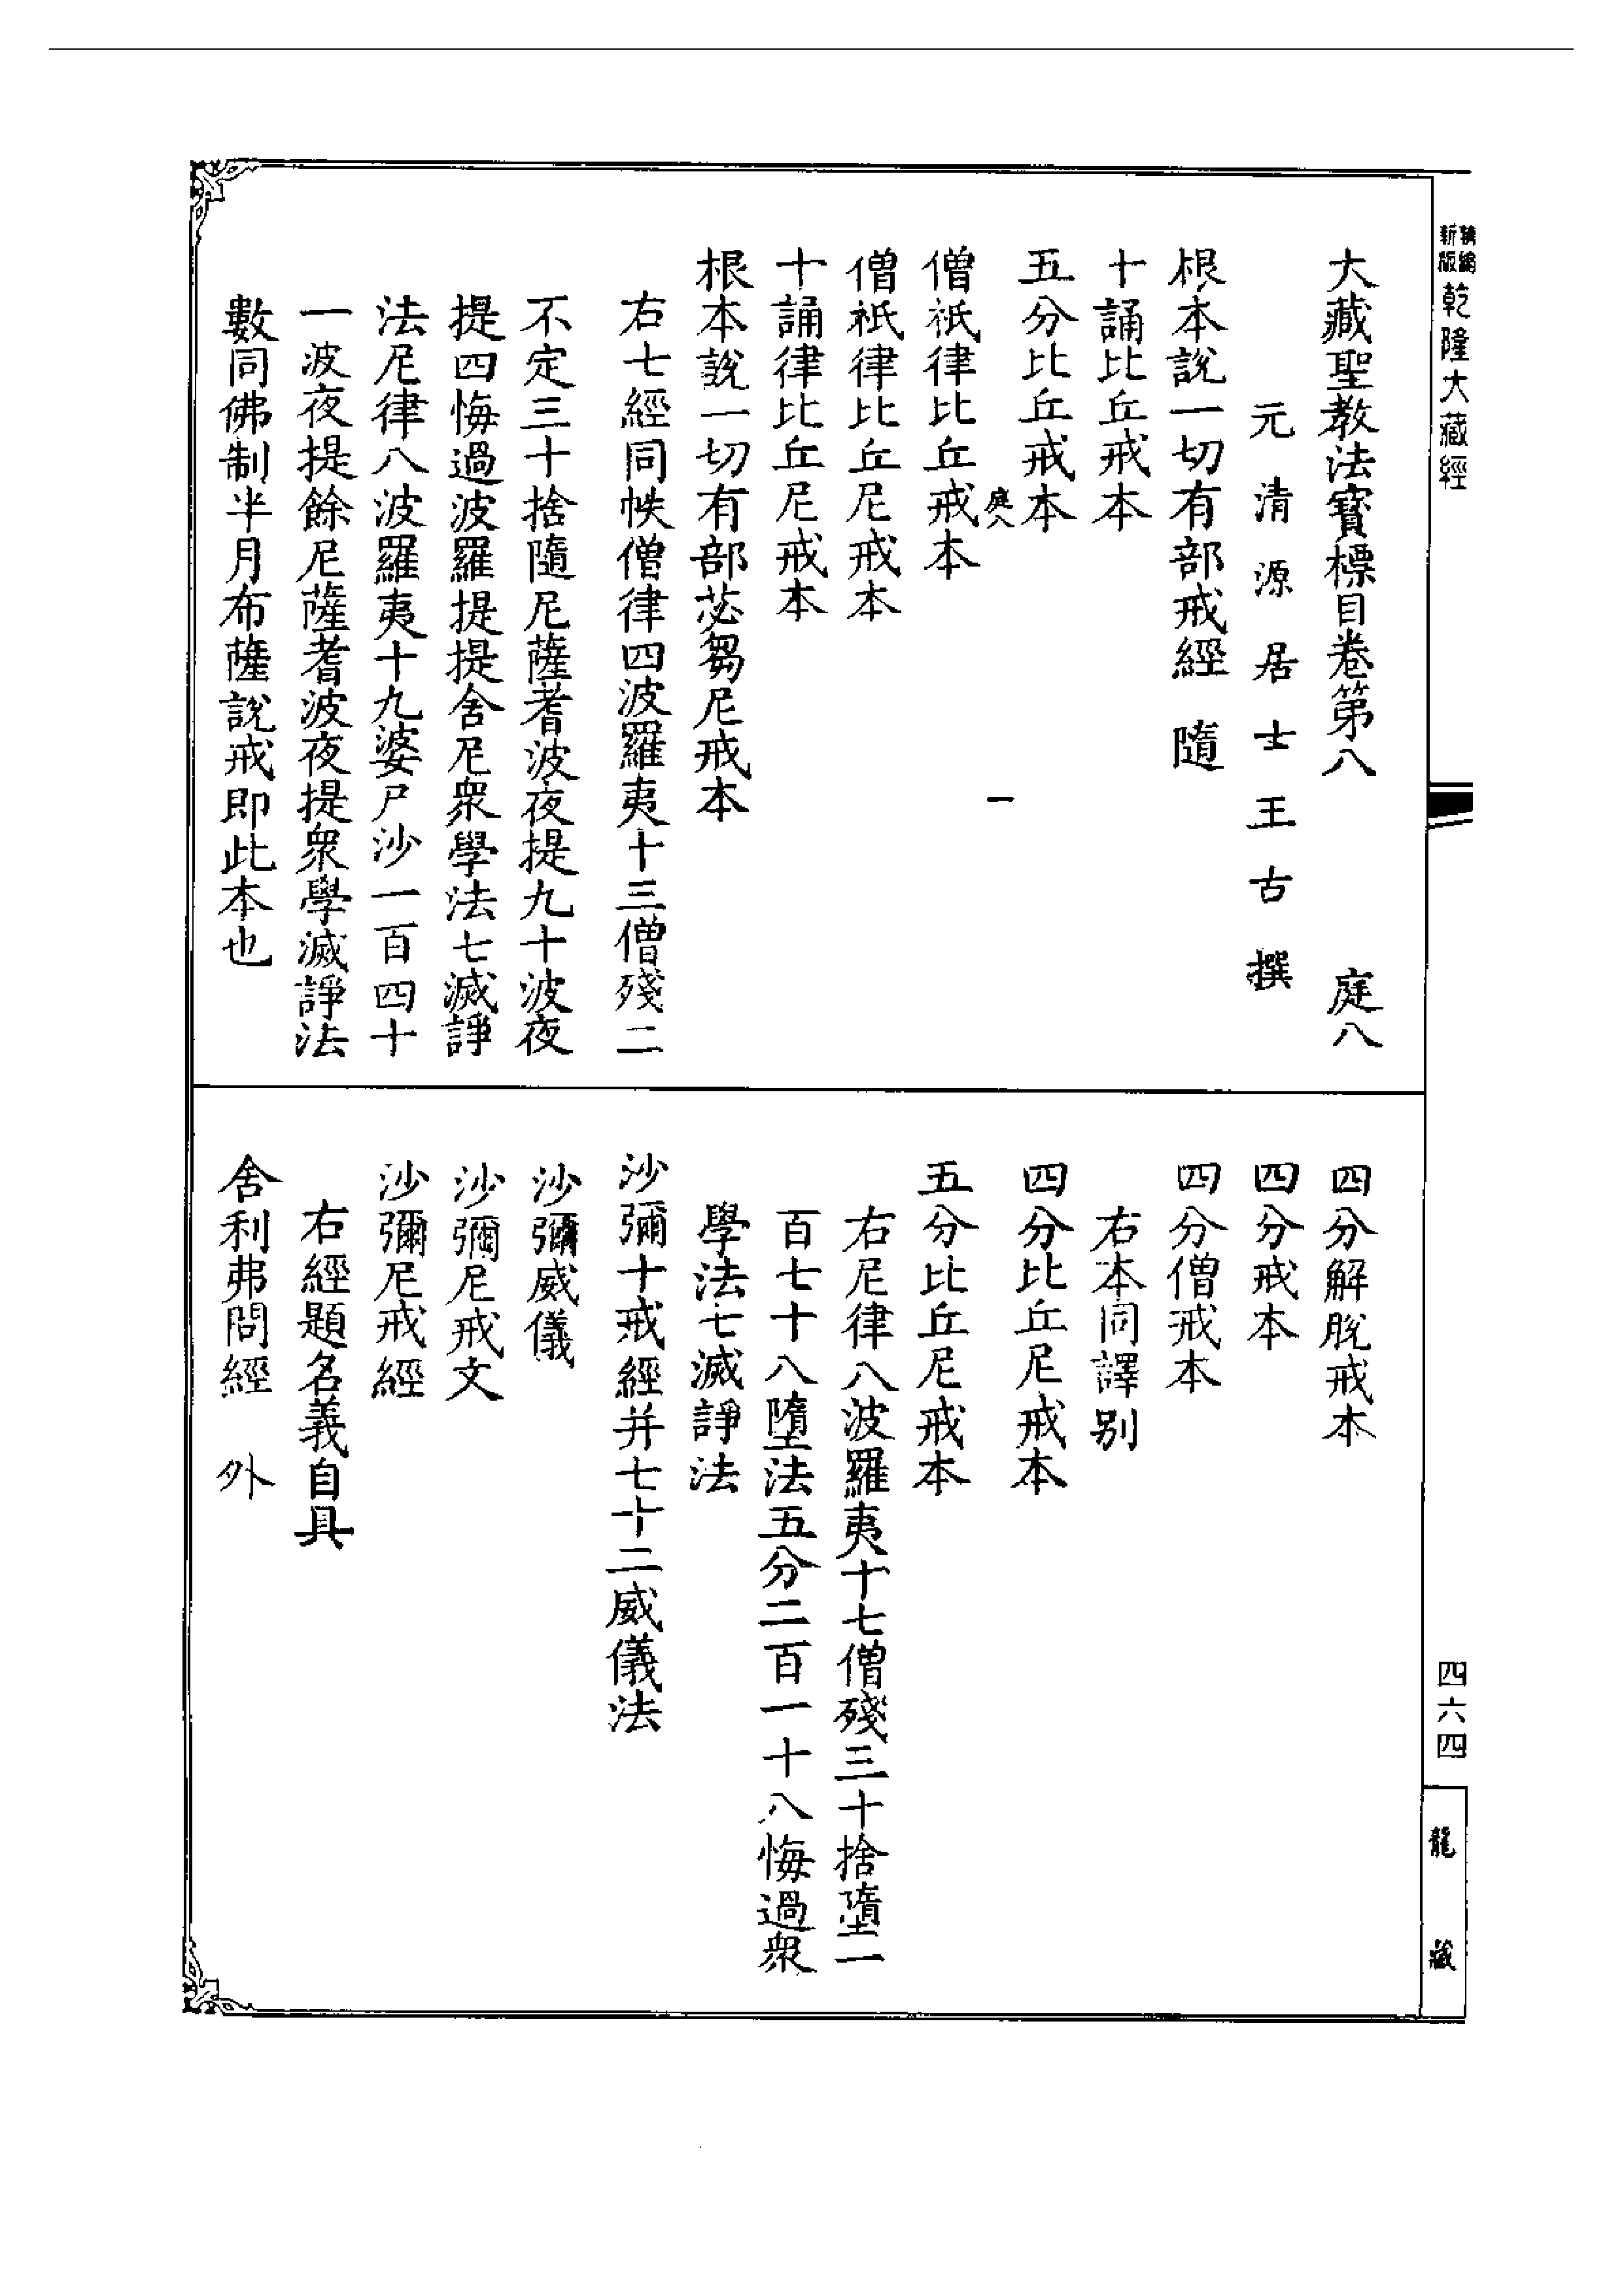 精編新版乾隆大藏經
大藏聖教法寶標目卷第八 庭八
元清源居士王古撰
根本說一切有部戒經 隨
十誦比丘戒本
五分比丘戒本
庭八 一
僧祇律比丘戒本
僧祇律比丘尼戒本
十誦律比丘尼戒本
根本說一切有部苾芻尼戒本
右七經同帙僧律四波羅夷十三僧殘二
不定三十捨隨尼薩耆波夜提九十波夜
提四悔過波羅提提舍尼眾學法七滅諍
法尼律八波羅夷十九婆尸沙一百四十
一波夜提餘尼薩耆波夜提眾學滅諍法
數同佛制半月布薩說戒即此本也
四分解脫戒本
四分戒本
四分僧戒本
右本同譯別
四分比丘尼戒本
五分比丘尼戒本
右尼律八波羅夷十七僧殘三十捨墮一
百七十八墮法五分二百一十八悔過眾
學法七滅諍法
沙彌十戒經并七十二威儀法
沙彌威儀
沙彌尼戒文
沙彌尼戒經
右經題名義自具
舍利弗問經 外
四六四
龍藏